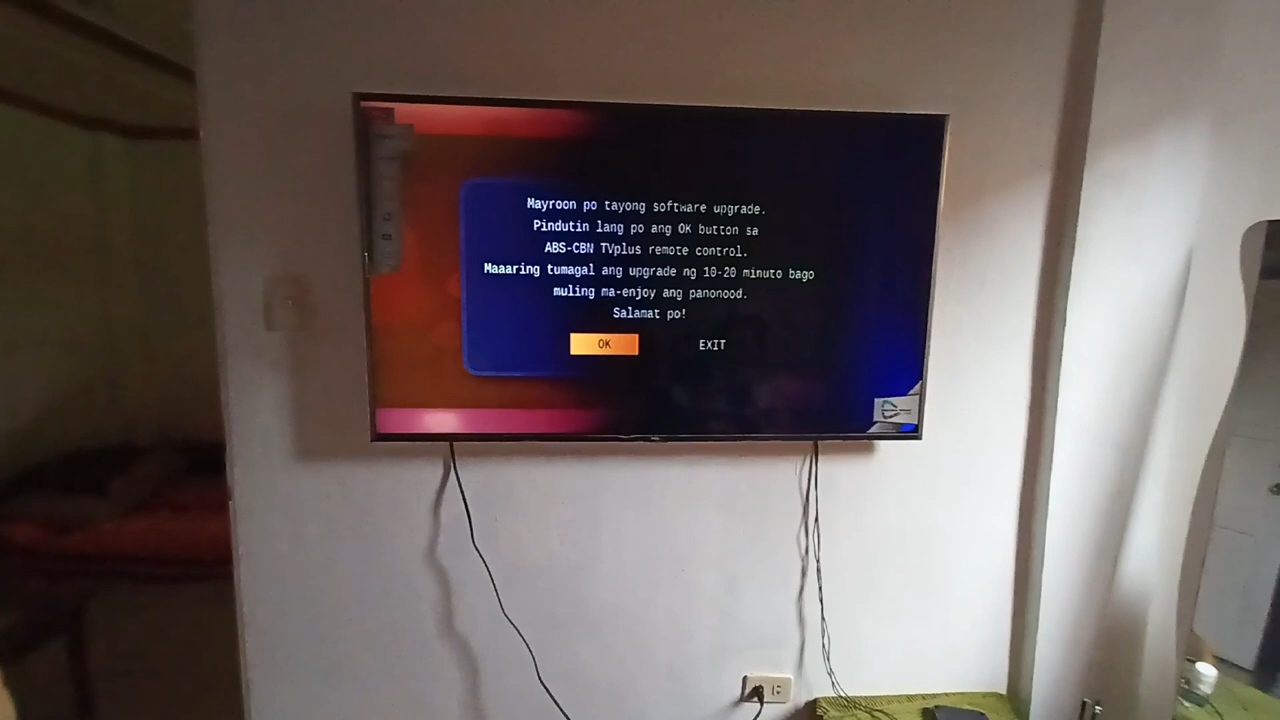 Mayroon po tayong software upgrade.
Pindutin lang po ang OK button sa
ABS-CBN TVplus remote control.
Maaaring tumagal ang upgrade ng 10-20 minuto bago
muling ma-enjoy ang panonood.
Salamat po!
OK
EXIT